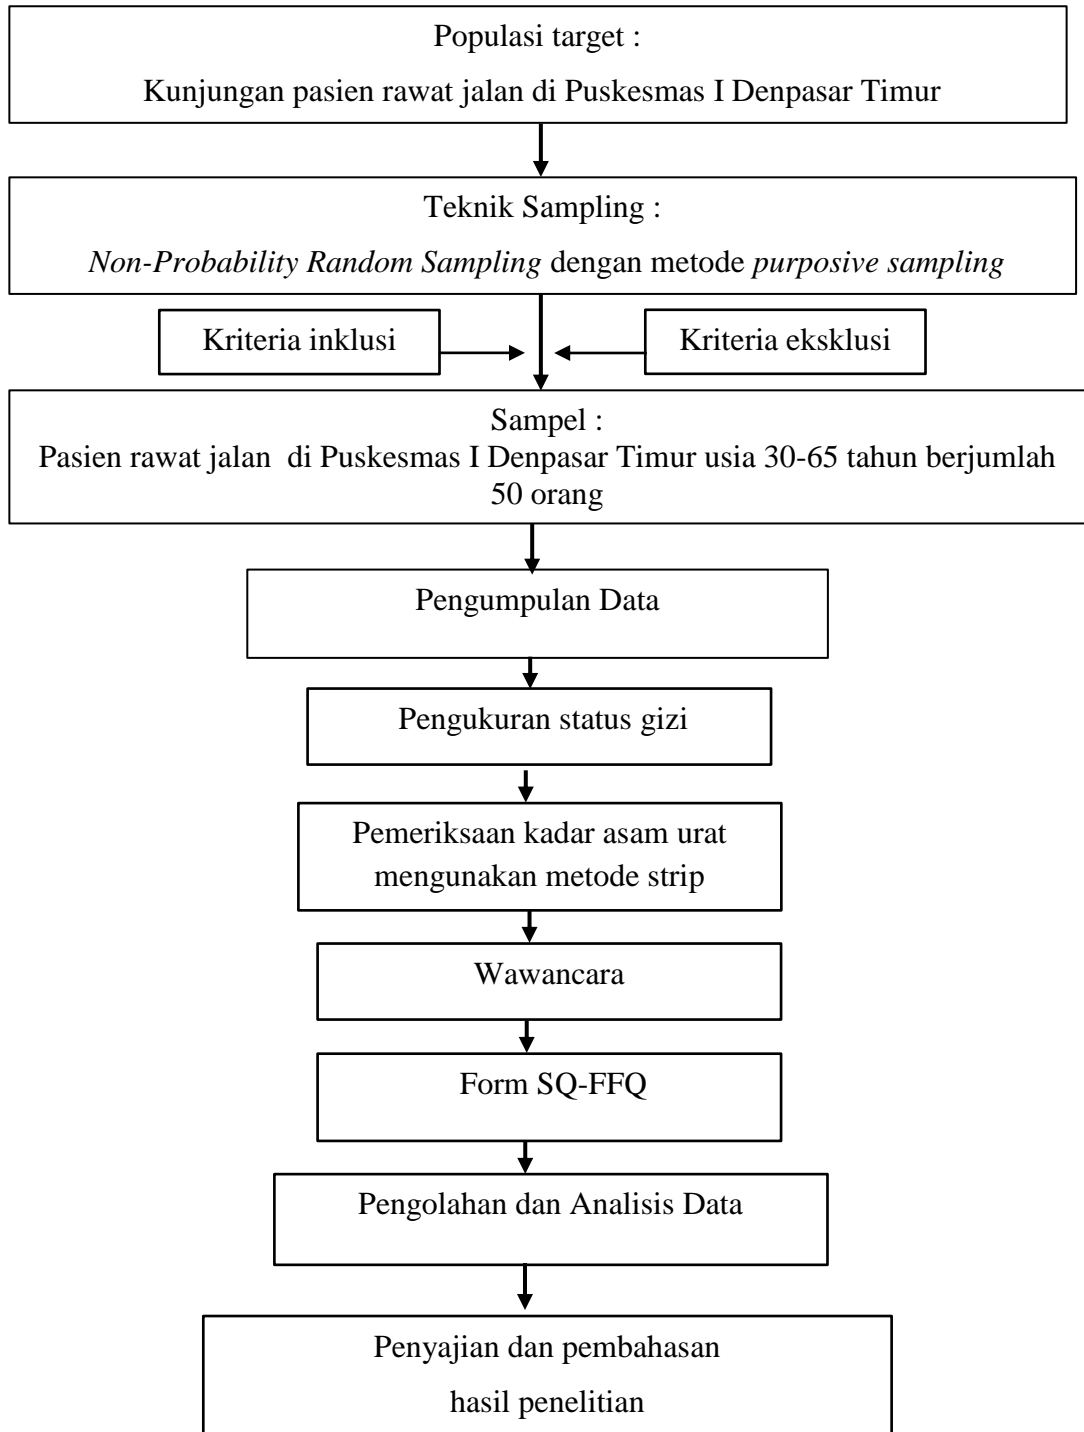 Populasi target :
Kunjungan pasien rawat jalan di Puskesmas I Denpasar Timur
Teknik Sampling :
Non-Probability Random Sampling dengan metode purposive sampling
Kriteria inklusi
Kriteria eksklusi
Sampel :
Pasien rawat jalan di Puskesmas I Denpasar Timur usia 30-65 tahun berjumlah
50 orang
Pengumpulan Data
Pengukuran status gizi
Pemeriksaan kadar asam urat
mengunakan metode strip
Wawancara
Form SQ-FFQ
Pengolahan dan Analisis Data
Penyajian dan pembahasan
hasil penelitian